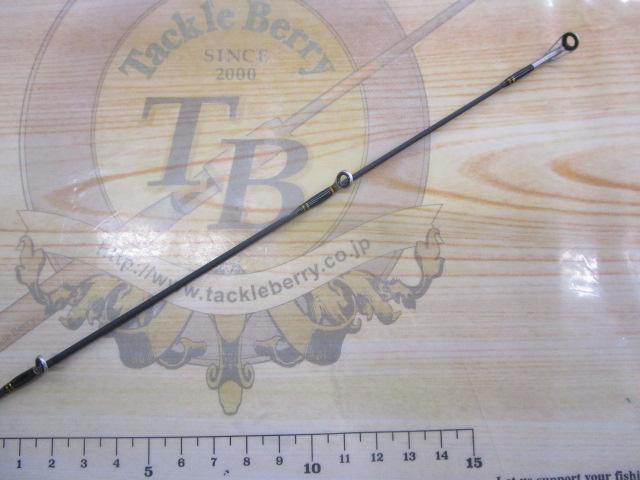 Tackle Berry
SINCE
2000
TB
http://www.tackleberry.co.jp
1 2 3 4 5 6 7 8 9 10 11 12 13 14 15
Let us support your fishi